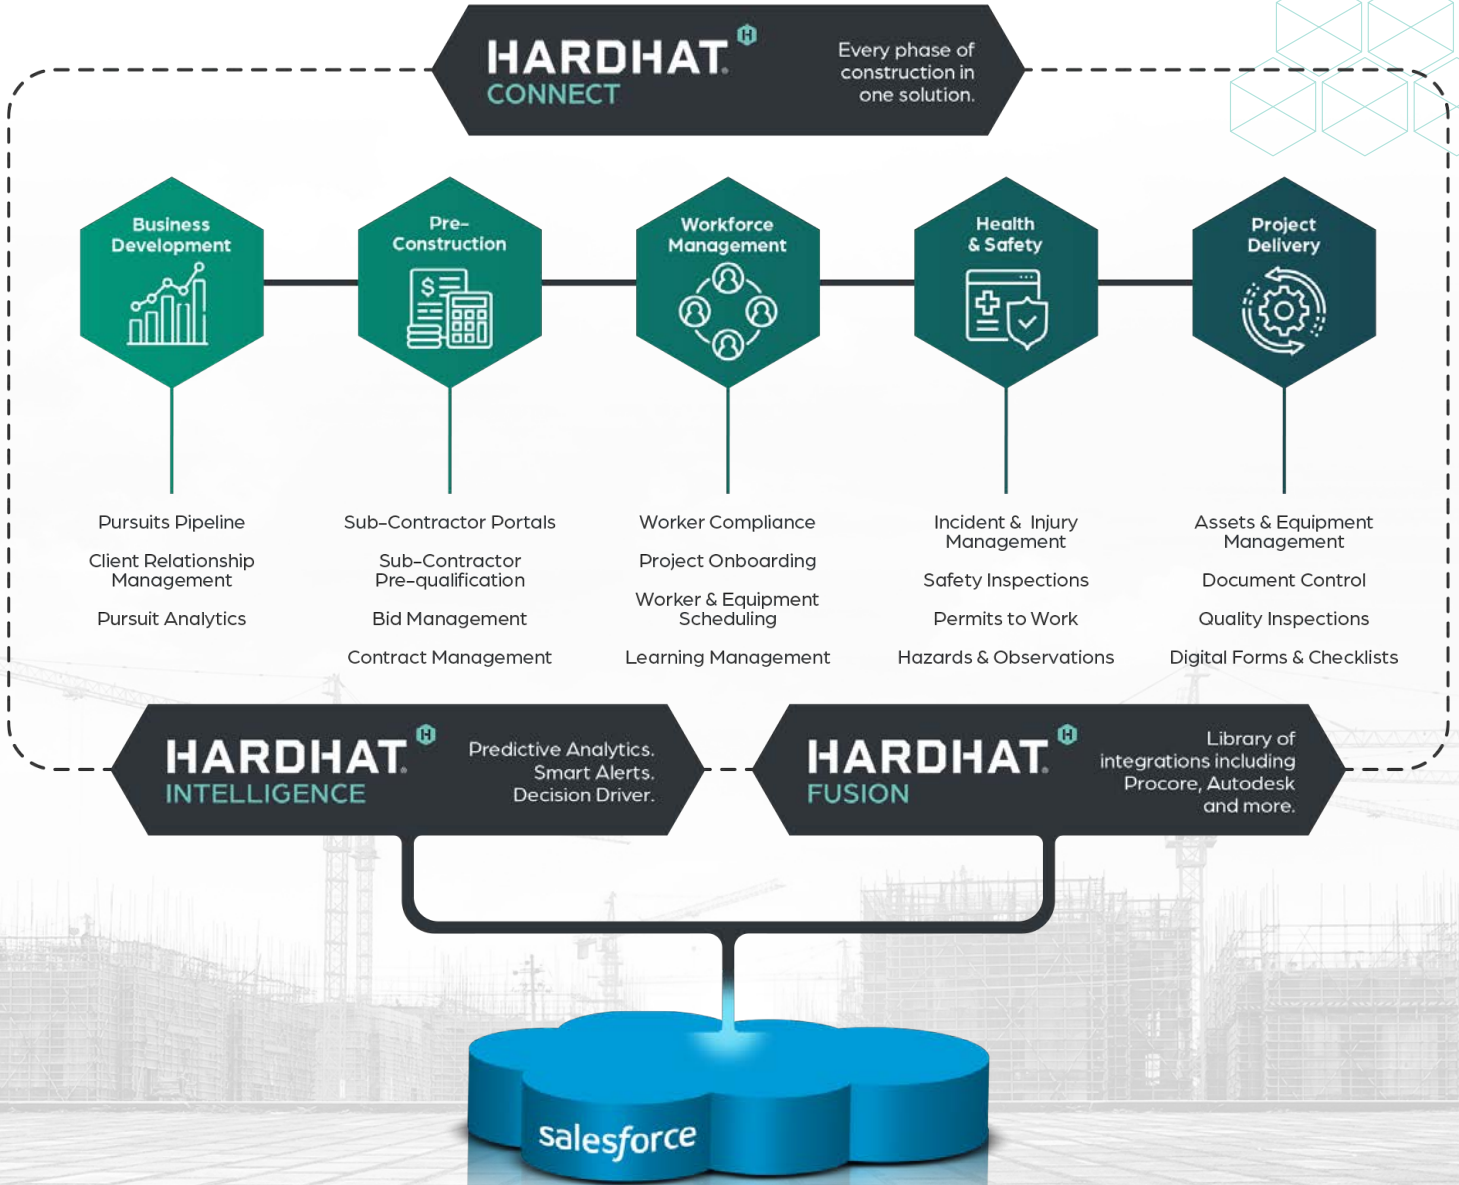 HARDHAT
CONNECT
Every phase of
construction in
one solution.
Business
Development
Pre-
Construction
Workforce
Management
Health
& Safety
Project
Delivery
Pursuits Pipeline
Client Relationship
Management
Pursuit Analytics
Sub-Contractor Portals
Sub-Contractor
Pre-qualification
Bid Management
Contract Management
Worker Compliance
Project Onboarding
Worker & Equipment
Scheduling
Learning Management
Incident & Injury
Management
Safety Inspections
Permits to Work
Hazards & Observations
Assets & Equipment
Management
Document Control
Quality Inspections
Digital Forms & Checklists
HARDHAT
INTELLIGENCE
Predictive Analytics.
Smart Alerts.
Decision Driver.
HARDHAT
FUSION
Library of
integrations including
Procore, Autodesk
and more.
salesforce